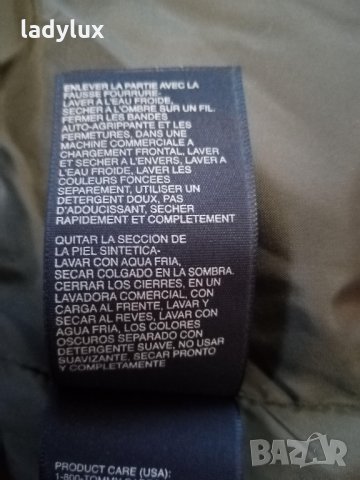 ladylux
ENLEVER LA PARTIE AVEC LA
FAUSSE FOURRURE-
LAVER A L'EAU FROIDE,
SECHER A L'OMBRE SUR UN FIL.
FERMER LES BANDES
AUTO-AGRIPPANTE ET LES
FERMETURES, DANS UNE
MACHINE COMMERCIALE A
CHARGEMENT FRONTAL, LAVER
ET SECHER A L'ENVERS, LAVER A
L'EAU FROIDE, LAVER LES
COULEURS FONCEES
SEPAREMENT, UTILISER UN
DETERGENT DOUX, PAS
D'ADOUCISSANT, SECHER
RAPIDEMENT ET COMPLETEMENT
QUITAR LA SECCION DE
LA PIEL SINTETICA-
LAVAR CON AQUA FRIA,
SECAR COLGADO EN LA SOMBRA.
CERRAR LOS CIERRES, EN UN
LAVADORA COMERCIAL, CON
CARGA AL FRENTE, LAVAR Y
SECAR AL REVES, LAVAR CON
AGUA FRIA, LOS COLORES
OSCUROS SEPARADO CON
DETERGENTE SUAVE, NO USAR
SUAVIZANTE, SECAR PRONTO
Y COMPLETAMENTE
PRODUCT CARE (USA):
1-800-TOMMY
BAZAR